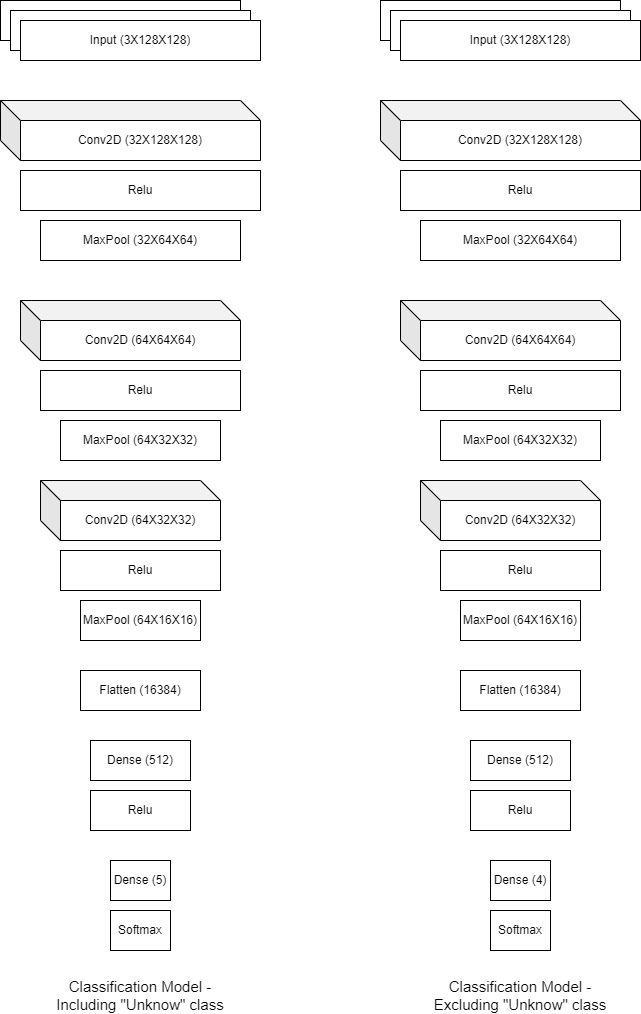 Input (3X128X128)
Conv2D (32X128X128)
Relu
MaxPool (32X64X64)
Conv2D (64X64X64)
Relu
MaxPool (64X32X32)
Conv2D (64X32X32)
Relu
MaxPool (64X16X16)
Flatten (16384)
Dense (512)
Relu
Dense (5)
Softmax
Classification Model -
Including "Unknow" class
Input (3X128X128)
Conv2D (32X128X128)
Relu
MaxPool (32X64X64)
Conv2D (64X64X64)
Relu
MaxPool (64X32X32)
Conv2D (64X32X32)
Relu
MaxPool (64X16X16)
Flatten (16384)
Dense (512)
Relu
Dense (4)
Softmax
Classification Model -
Excluding "Unknow" class